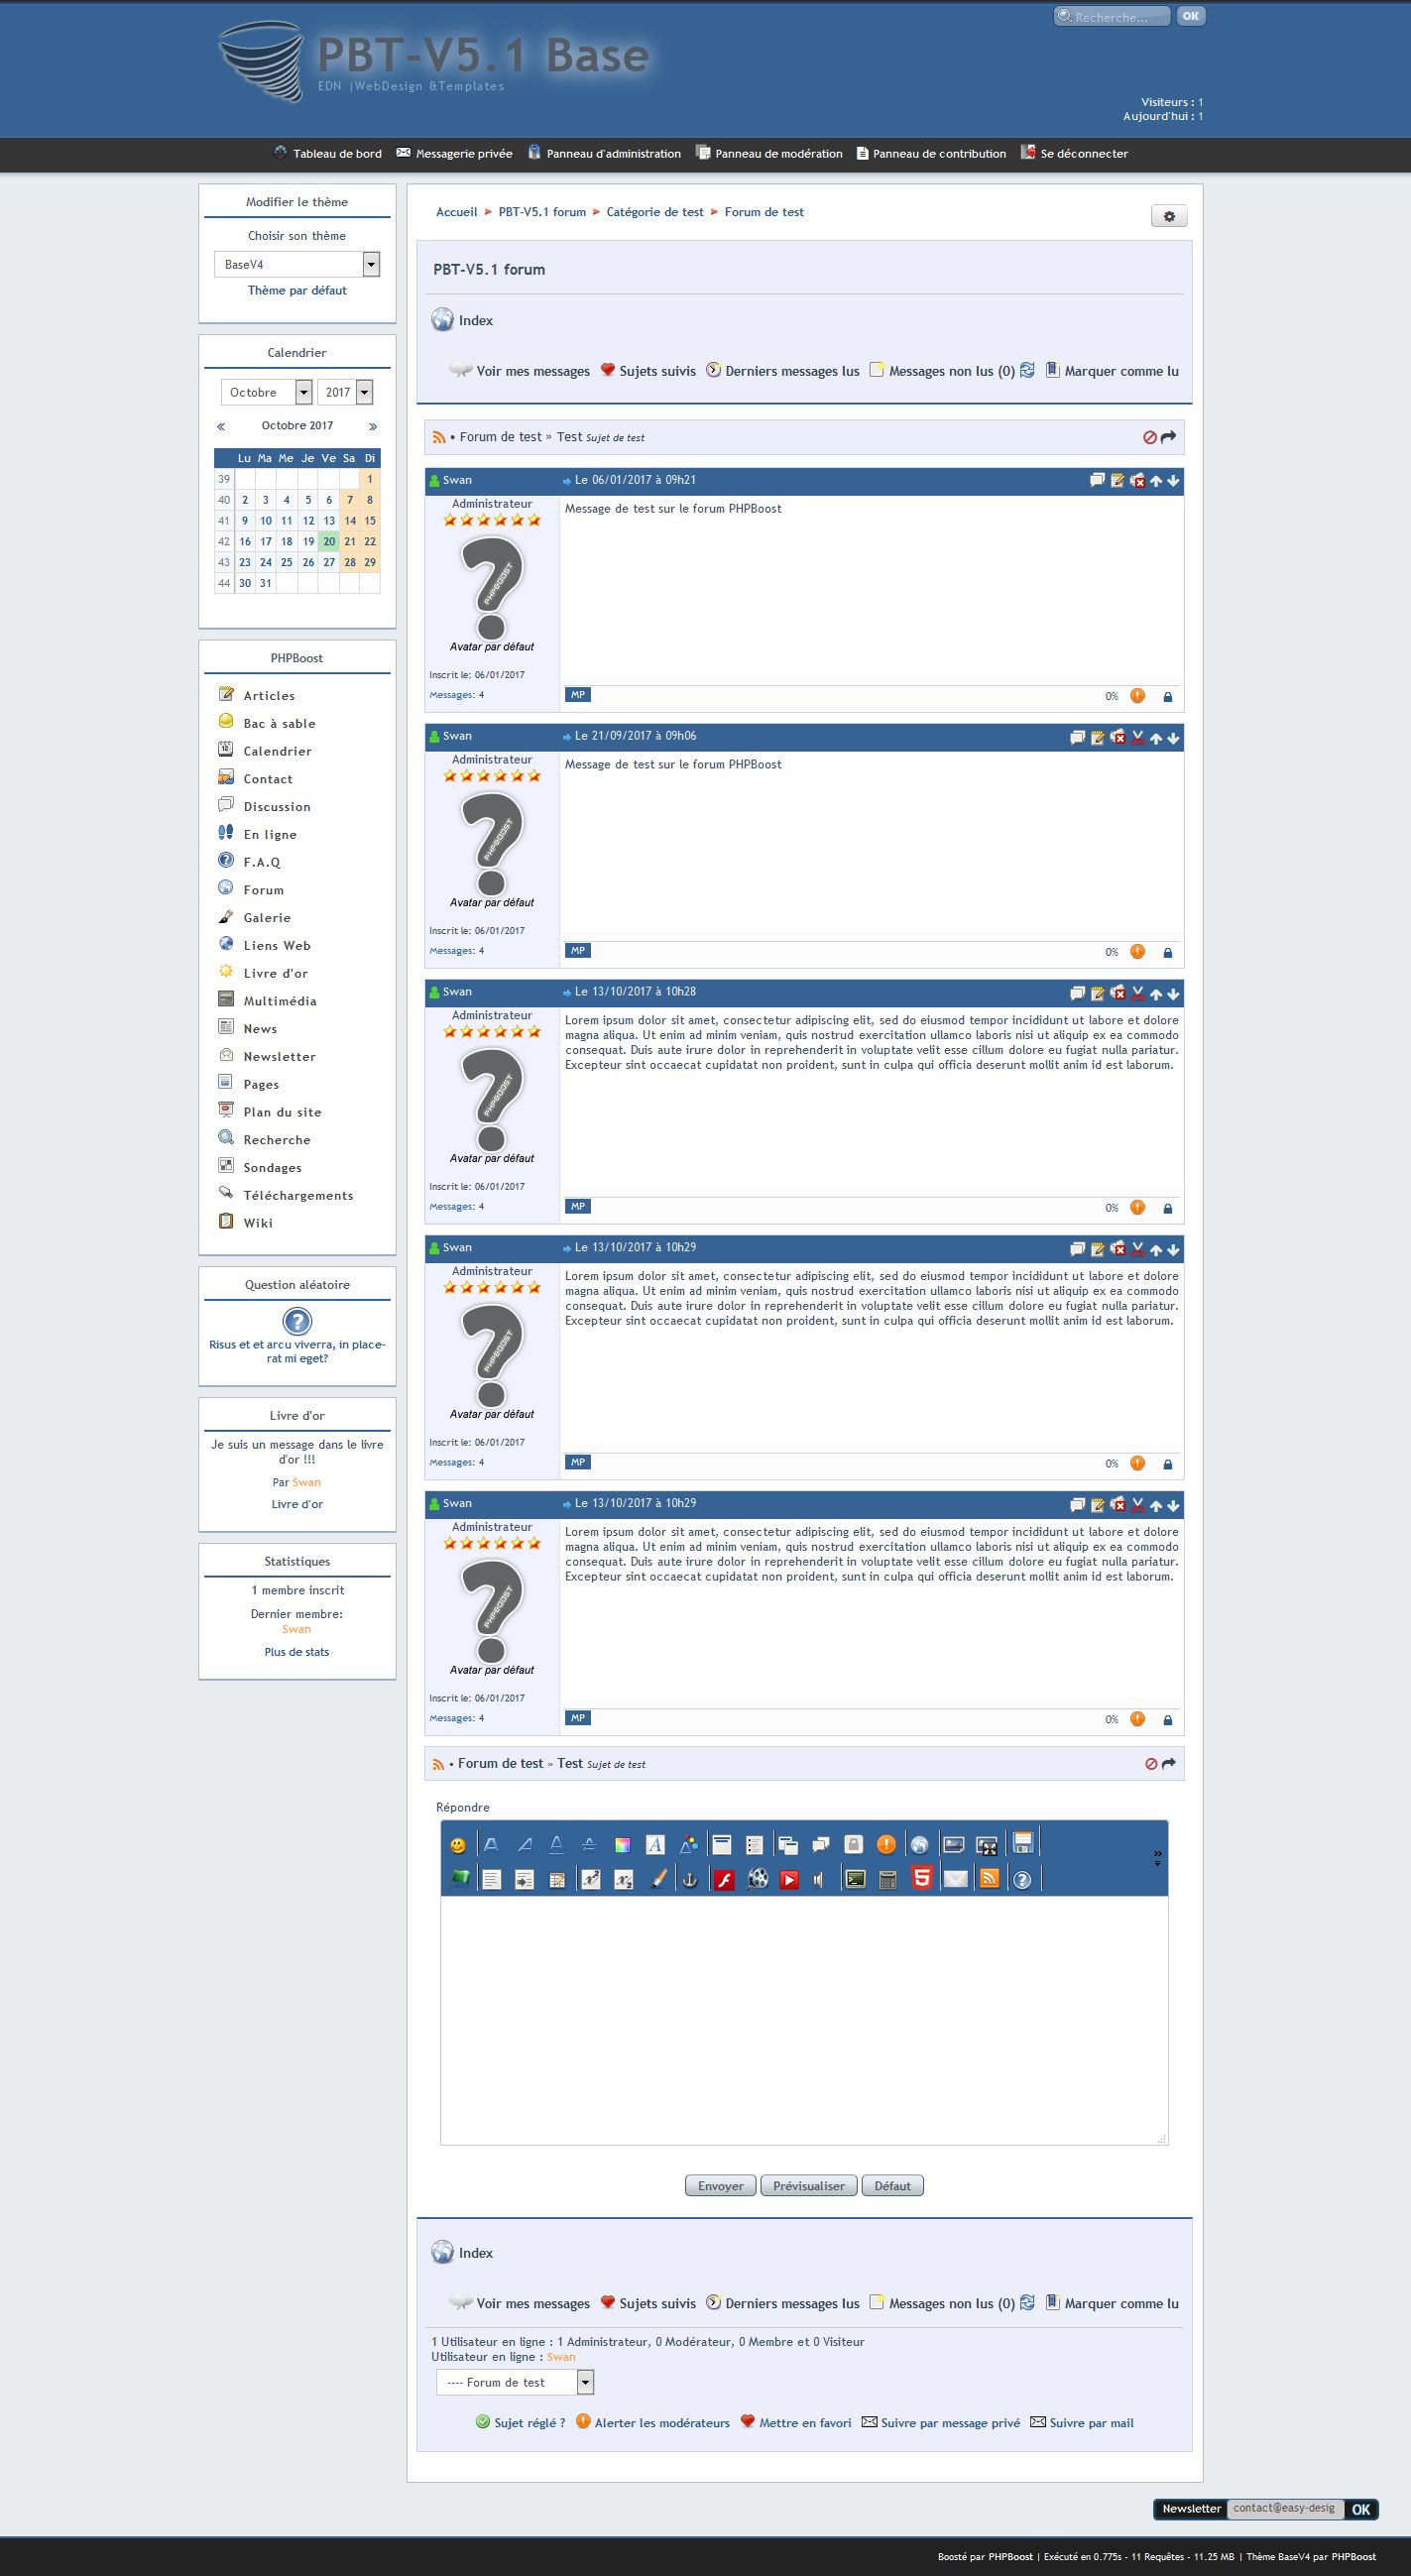 Recherche...
OK
PBT-V5.1 Base
EDN |WebDesign &Templates
Visiteurs : 1
Aujourd'hui : 1
Tableau de bord Messagerie privée Panneau d'administration Panneau de modération Panneau de contribution Se déconnecter
Modifier le thème
Choisir son thème
BaseV4
Thème par défaut
Calendrier
Octobre 2017
« Octobre 2017 »
Lu Ma Me Je Ve Sa Di
39 1
40 2 3 4 5 6 7 8
41 9 10 11 12 13 14 15
42 16 17 18 19 20 21 22
43 23 24 25 26 27 28 29
44 30 31
PHPBoost
Articles
Bac à sable
Calendrier
Contact
Discussion
En ligne
F.A.Q
Forum
Galerie
Liens Web
Livre d'or
Multimédia
News
Newsletter
Pages
Plan du site
Recherche
Sondages
Téléchargements
Wiki
Question aléatoire
Risus et et arcu viverra, in place-
rat mi eget?
Livre d'or
Je suis un message dans le livre
d'or !!!
Par Swan
Livre d'or
Statistiques
1 membre inscrit
Dernier membre:
Swan
Plus de stats
Accueil PBT-V5.1 forum Catégorie de test Forum de test
PBT-V5.1 forum
Index
Voir mes messages Sujets suivis Derniers messages lus Messages non lus (0) Marquer comme lu
• Forum de test » Test Sujet de test
Swan Le 06/01/2017 à 09h21
Administrateur
Message de test sur le forum PHPBoost
PHPBOOST
Avatar par défaut
Inscrit le: 06/01/2017
Messages: 4
MP 0%
Swan Le 21/09/2017 à 09h06
Administrateur
Message de test sur le forum PHPBoost
PHPBOOST
Avatar par défaut
Inscrit le: 06/01/2017
Messages: 4
MP 0%
Swan Le 13/10/2017 à 10h28
Administrateur
Lorem ipsum dolor sit amet, consectetur adipiscing elit, sed do eiusmod tempor incididunt ut labore et dolore
magna aliqua. Ut enim ad minim veniam, quis nostrud exercitation ullamco laboris nisi ut aliquip ex ea commodo
consequat. Duis aute irure dolor in reprehenderit in voluptate velit esse cillum dolore eu fugiat nulla pariatur.
Excepteur sint occaecat cupidatat non proident, sunt in culpa qui officia deserunt mollit anim id est laborum.
PHPBOOST
Avatar par défaut
Inscrit le: 06/01/2017
Messages: 4
MP 0%
Swan Le 13/10/2017 à 10h29
Administrateur
Lorem ipsum dolor sit amet, consectetur adipiscing elit, sed do eiusmod tempor incididunt ut labore et dolore
magna aliqua. Ut enim ad minim veniam, quis nostrud exercitation ullamco laboris nisi ut aliquip ex ea commodo
consequat. Duis aute irure dolor in reprehenderit in voluptate velit esse cillum dolore eu fugiat nulla pariatur.
Excepteur sint occaecat cupidatat non proident, sunt in culpa qui officia deserunt mollit anim id est laborum.
PHPBOOST
Avatar par défaut
Inscrit le: 06/01/2017
Messages: 4
MP 0%
Swan Le 13/10/2017 à 10h29
Administrateur
Lorem ipsum dolor sit amet, consectetur adipiscing elit, sed do eiusmod tempor incididunt ut labore et dolore
magna aliqua. Ut enim ad minim veniam, quis nostrud exercitation ullamco laboris nisi ut aliquip ex ea commodo
consequat. Duis aute irure dolor in reprehenderit in voluptate velit esse cillum dolore eu fugiat nulla pariatur.
Excepteur sint occaecat cupidatat non proident, sunt in culpa qui officia deserunt mollit anim id est laborum.
PHPBOOST
Avatar par défaut
Inscrit le: 06/01/2017
Messages: 4
MP 0%
• Forum de test » Test Sujet de test
Répondre
Envoyer Prévisualiser Défaut
Index
Voir mes messages Sujets suivis Derniers messages lus Messages non lus (0) Marquer comme lu
1 Utilisateur en ligne : 1 Administrateur, 0 Modérateur, 0 Membre et 0 Visiteur
Utilisateur en ligne : Swan
---- Forum de test
Sujet réglé ? Alerter les modérateurs Mettre en favori Suivre par message privé Suivre par mail
Newsletter contact@easy-desig OK
Boosté par PHPBoost | Exécuté en 0.775s - 11 Requêtes - 11.25 MB | Thème BaseV4 par PHPBoost